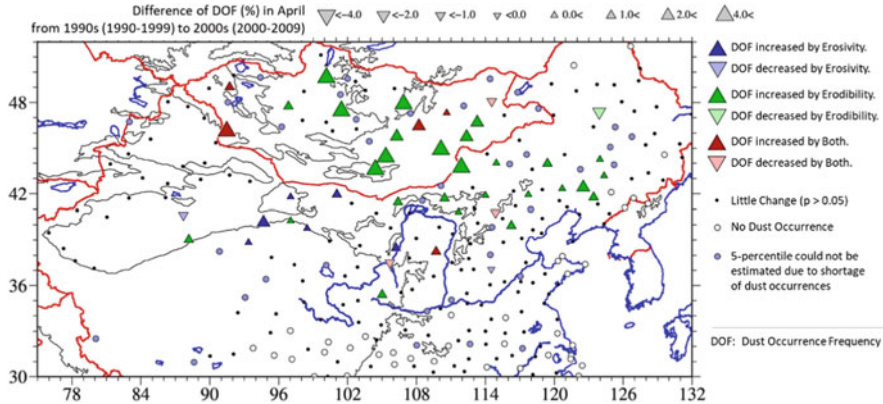 Difference of DOF (%) in April
from 1990s (1990-1999) to 2000s (2000-2009)
<-4.0 <-2.0 <-1.0 <0.0 0.0< 1.0< 2.0< 4.0<
48
42
36
30
78 84 90 96 102 108 114 120 126 132
DOF increased by Erosivity.
DOF decreased by Erosivity.
DOF increased by Erodibility.
DOF decreased by Erodibility.
DOF increased by Both.
DOF decreased by Both.
Little Change (p > 0.05)
No Dust Occurrence
5-percentile could not be
estimated due to shortage
of dust occurrences
DOF: Dust Occurrence Frequency